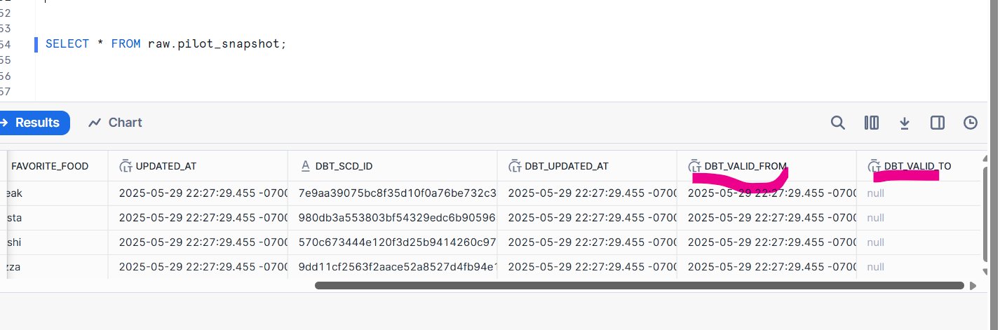 52
53
54 SELECT * FROM raw.pilot_snapshot;
55
56
57
Results Chart
FAVORITE_FOOD UPDATED_AT DBT_SCD_ID DBT_UPDATED_AT DBT_VALID_FROM DBT_VALID_TO
eak 2025-05-29 22:27:29.455 -0700 7e9aa39075bc8f35d10f0a76be732c3 2025-05-29 22:27:29.455 -0700 2025-05-29 22:27:29.455 -0700 null
sta 2025-05-29 22:27:29.455 -0700 980db3a553803bf54329edc6b90596 2025-05-29 22:27:29.455 -0700 2025-05-29 22:27:29.455 -0700 null
shi 2025-05-29 22:27:29.455 -0700 570c673444e120f3d25b9414260c97 2025-05-29 22:27:29.455 -0700 2025-05-29 22:27:29.455 -0700 null
zza 2025-05-29 22:27:29.455 -0700 9dd11cf2563f2aace52a8527d4fb94e1 2025-05-29 22:27:29.455 -0700 2025-05-29 22:27:29.455 -0700 null